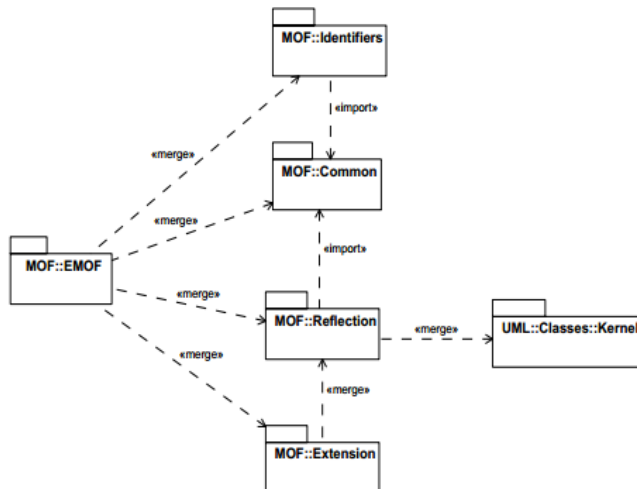 MOF::Identifiers
«import»
«merge»
MOF::Common
«merge»
MOF::EMOF
«import»
«merge»
MOF::Reflection
«merge»
UML::Classes::Kernel
«merge»
«merge»
MOF::Extension